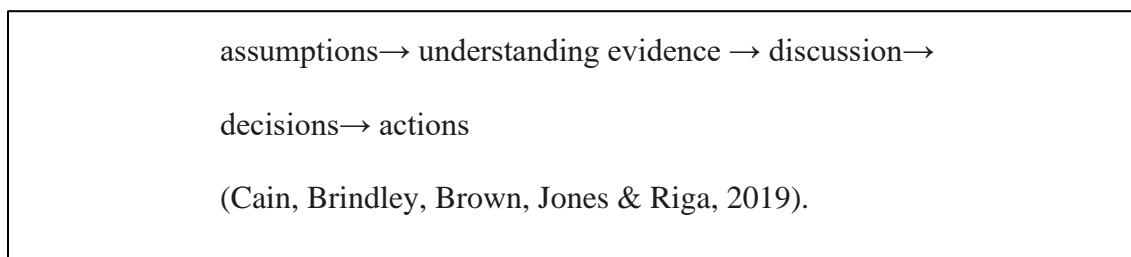 assumptions→ understanding evidence → discussion→
decisions→ actions
(Cain, Brindley, Brown, Jones & Riga, 2019).